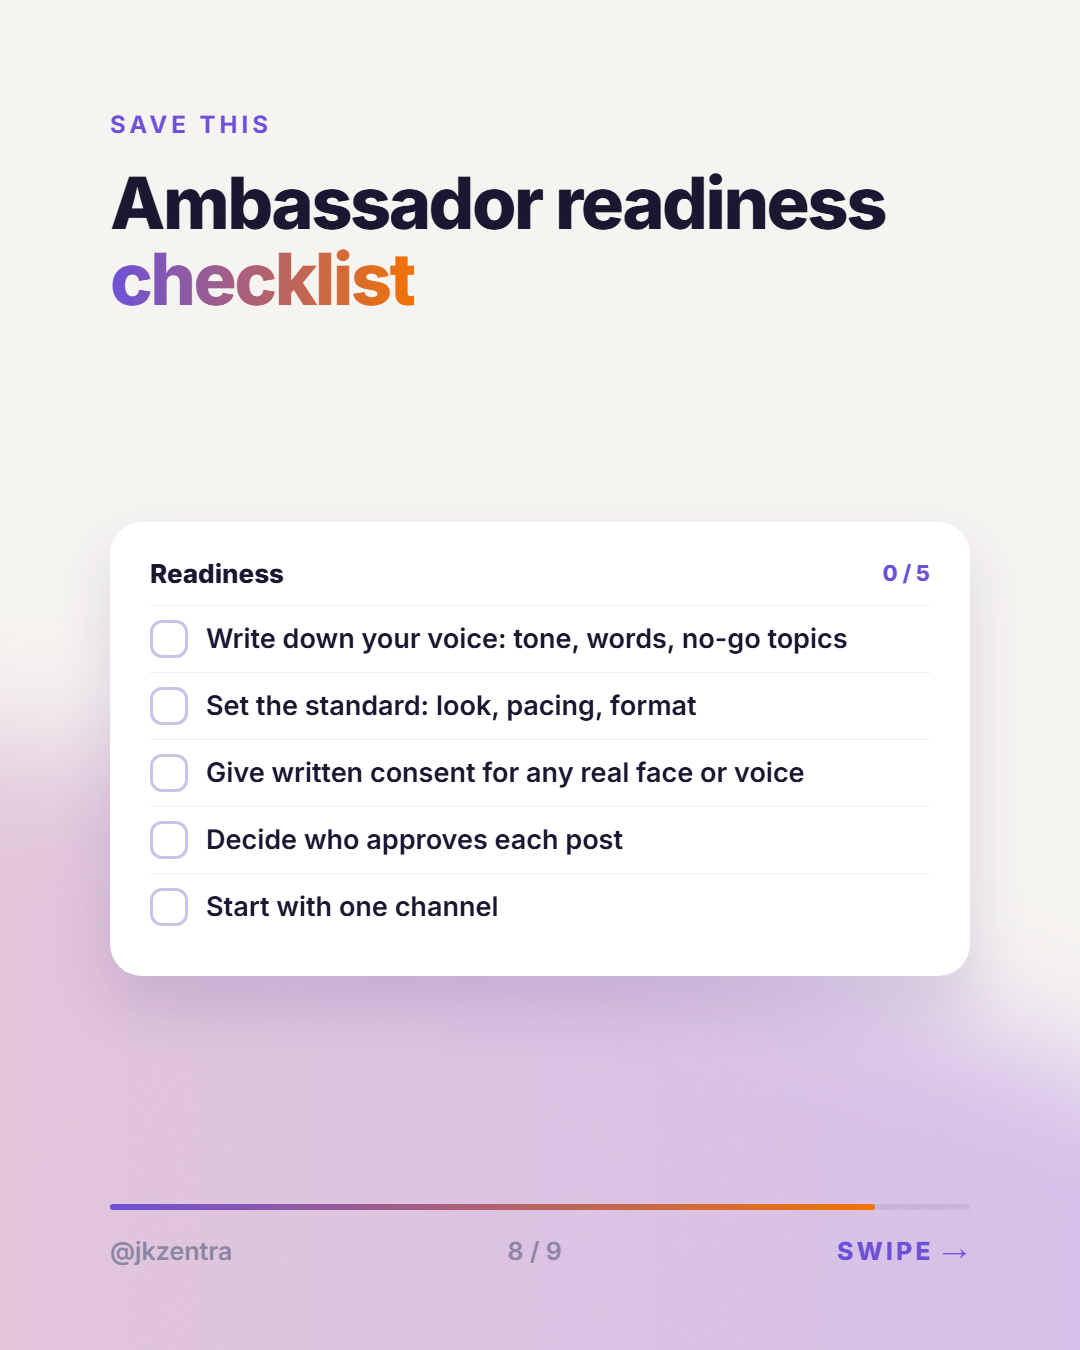 SAVE THIS
Ambassador readiness
checklist
Readiness
0 / 5
Write down your voice: tone, words, no-go topics
Set the standard: look, pacing, format
Give written consent for any real face or voice
Decide who approves each post
Start with one channel
@jkzentra
8 / 9
SWIPE →